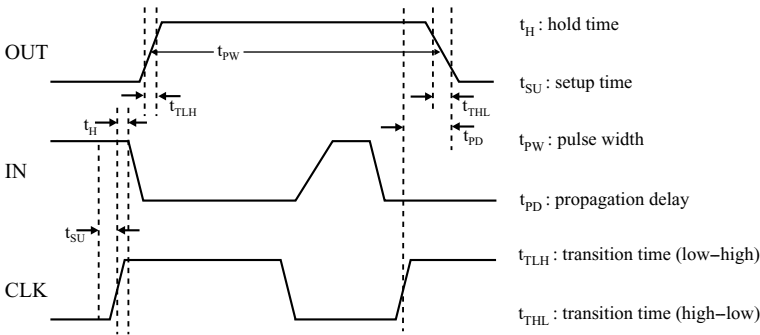 OUT
t_PW
t_TLH
t_THL
t_H
t_PD
IN
t_SU
CLK
t_H : hold time
t_SU : setup time
t_PW : pulse width
t_PD : propagation delay
t_TLH : transition time (low−high)
t_THL : transition time (high−low)